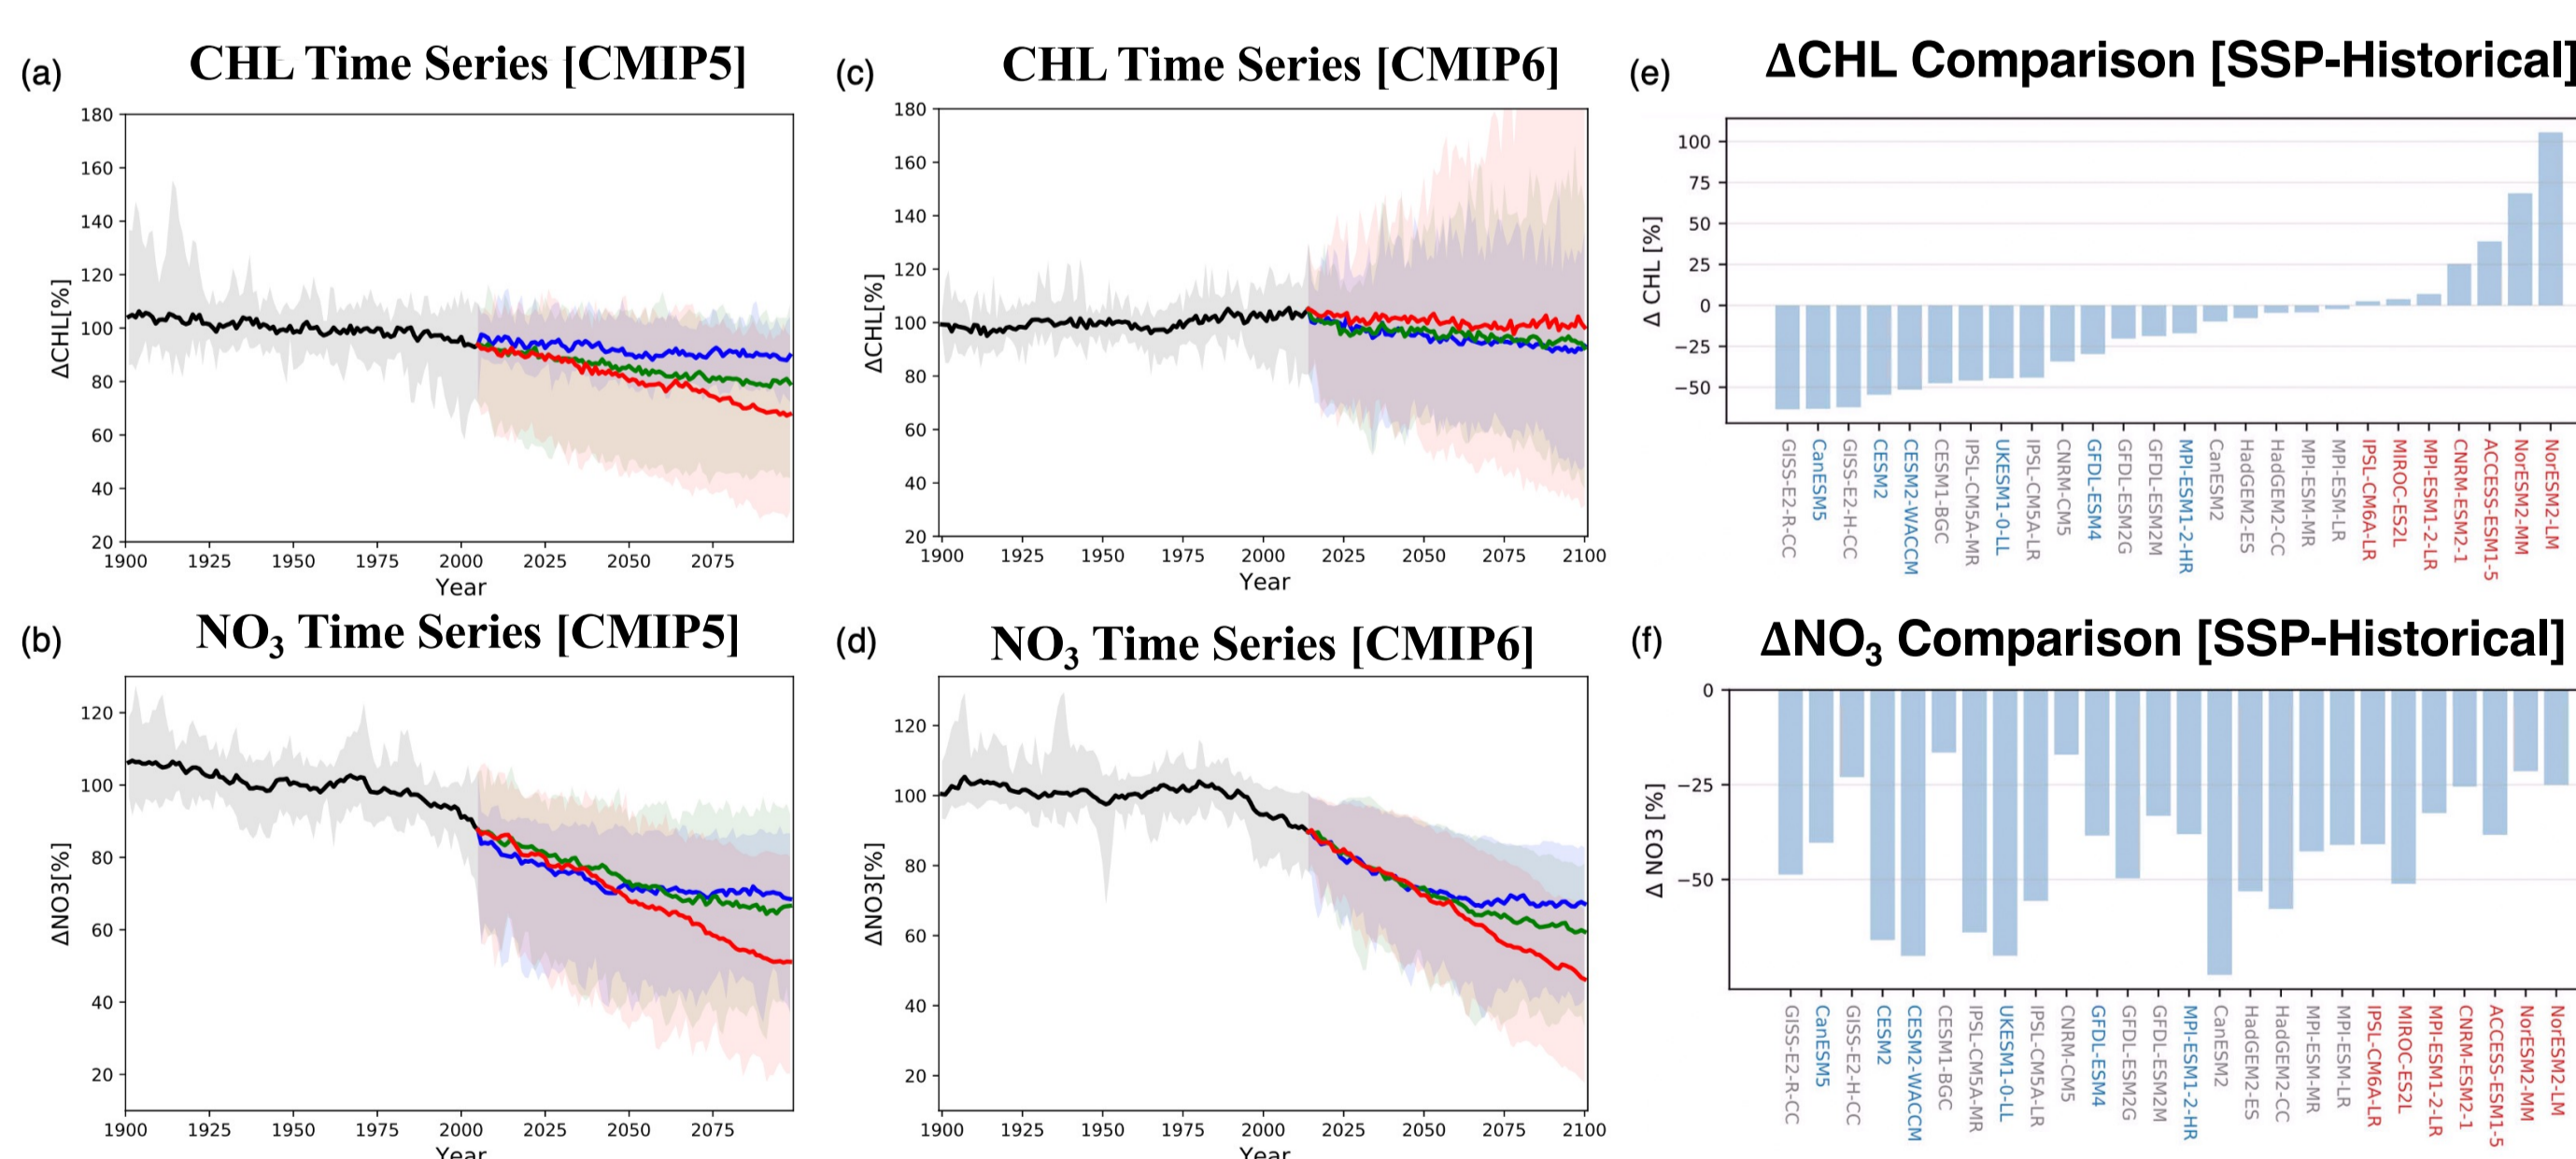 (a) CHL Time Series [CMIP5]
180
160
140
120
100
80
60
40
20
ΔCHL[%]
1900 1925 1950 1975 2000 2025 2050 2075
Year
(c) CHL Time Series [CMIP6]
180
160
140
120
100
80
60
40
20
ΔCHL[%]
1900 1925 1950 1975 2000 2025 2050 2075 2100
Year
(e) ΔCHL Comparison [SSP-Historical]
100
75
50
25
0
−25
−50
Δ CHL [%]
GISS-E2-R-CC
CanESM5
GISS-E2-H-CC
CESM2
CESM2-WACCM
CESM1-BGC
IPSL-CM5A-MR
UKESM1-0-LL
IPSL-CM5A-LR
CNRM-CM5
GFDL-ESM4
GFDL-ESM2G
GFDL-ESM2M
MPI-ESM1-2-HR
CanESM2
HadGEM2-ES
HadGEM2-CC
MPI-ESM-MR
MPI-ESM-LR
IPSL-CM6A-LR
MIROC-ES2L
MPI-ESM1-2-LR
CNRM-ESM2-1
ACCESS-ESM1-5
NorESM2-MM
NorESM2-LM
(b) NO₃ Time Series [CMIP5]
120
100
80
60
40
20
ΔNO3[%]
1900 1925 1950 1975 2000 2025 2050 2075
Year
(d) NO₃ Time Series [CMIP6]
120
100
80
60
40
20
ΔNO3[%]
1900 1925 1950 1975 2000 2025 2050 2075 2100
Year
(f) ΔNO₃ Comparison [SSP-Historical]
0
−25
−50
Δ NO3 [%]
GISS-E2-R-CC
CanESM5
GISS-E2-H-CC
CESM2
CESM2-WACCM
CESM1-BGC
IPSL-CM5A-MR
UKESM1-0-LL
IPSL-CM5A-LR
CNRM-CM5
GFDL-ESM4
GFDL-ESM2G
GFDL-ESM2M
MPI-ESM1-2-HR
CanESM2
HadGEM2-ES
HadGEM2-CC
MPI-ESM-MR
MPI-ESM-LR
IPSL-CM6A-LR
MIROC-ES2L
MPI-ESM1-2-LR
CNRM-ESM2-1
ACCESS-ESM1-5
NorESM2-MM
NorESM2-LM